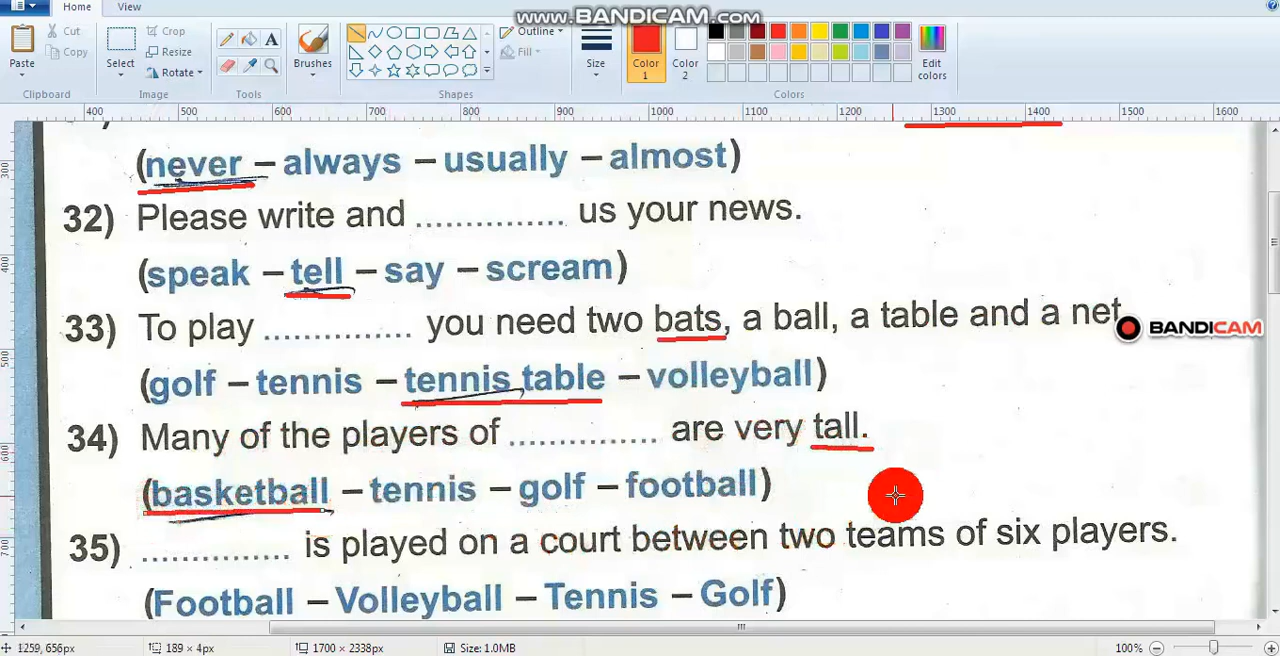 www.BANDICAM.com
Home View
Paste
Cut
Copy
Clipboard
Select
Crop
Resize
Rotate
Image
Tools
Brushes
Shapes
Outline
Fill
Size
Color 1
Color 2
Edit colors
Colors
400 500 600 700 800 900 1000 1100 1200 1300 1400 1500 1600
300
400
500
600
700
(never – always – usually – almost)
32) Please write and .............. us your news.
(speak – tell – say – scream)
33) To play .............. you need two bats, a ball, a table and a net
BANDICAM
(golf – tennis – tennis table – volleyball)
34) Many of the players of .............. are very tall.
(basketball – tennis – golf – football)
35) .............. is played on a court between two teams of six players.
(Football – Volleyball – Tennis – Golf)
1259, 656px 189 × 4px 1700 × 2338px Size: 1.0MB 100%